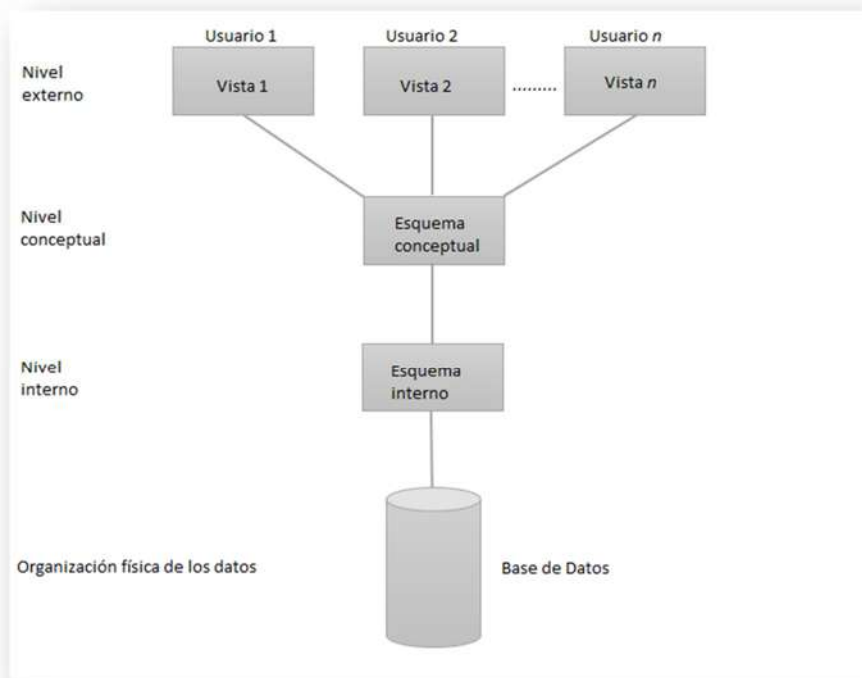 Usuario 1
Usuario 2
Usuario n
Nivel
externo
Vista 1
Vista 2
.........
Vista n
Nivel
conceptual
Esquema
conceptual
Nivel
interno
Esquema
interno
Organización física de los datos
Base de Datos